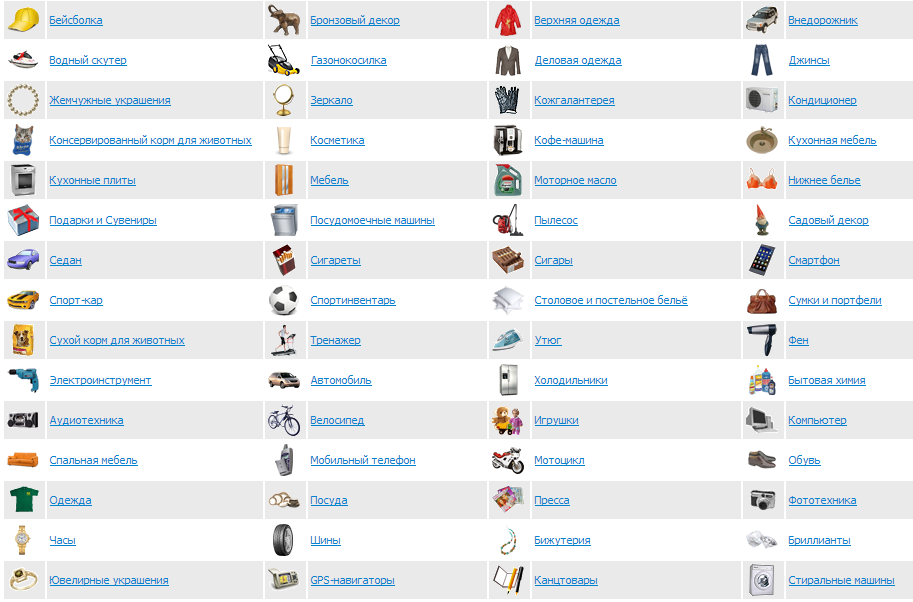 Бейсболка
Бронзовый декор
Верхняя одежда
Внедорожник
Водный скутер
Газонокосилка
Деловая одежда
Джинсы
Жемчужные украшения
Зеркало
Кожгалантерея
Кондиционер
Консервированный корм для животных
Косметика
Кофе-машина
Кухонная мебель
Кухонные плиты
Мебель
Моторное масло
Нижнее белье
Подарки и Сувениры
Посудомоечные машины
Пылесос
Садовый декор
Седан
Сигареты
Сигары
Смартфон
Спорт-кар
Спортинвентарь
Столовое и постельное бельё
Сумки и портфели
Сухой корм для животных
Тренажер
Утюг
Фен
Электроинструмент
Автомобиль
Холодильники
Бытовая химия
Аудиотехника
Велосипед
Игрушки
Компьютер
Спальная мебель
Мобильный телефон
Мотоцикл
Обувь
Одежда
Посуда
Пресса
Фототехника
Часы
Шины
Бижутерия
Бриллианты
Ювелирные украшения
GPS-навигаторы
Канцтовары
Стиральные машины